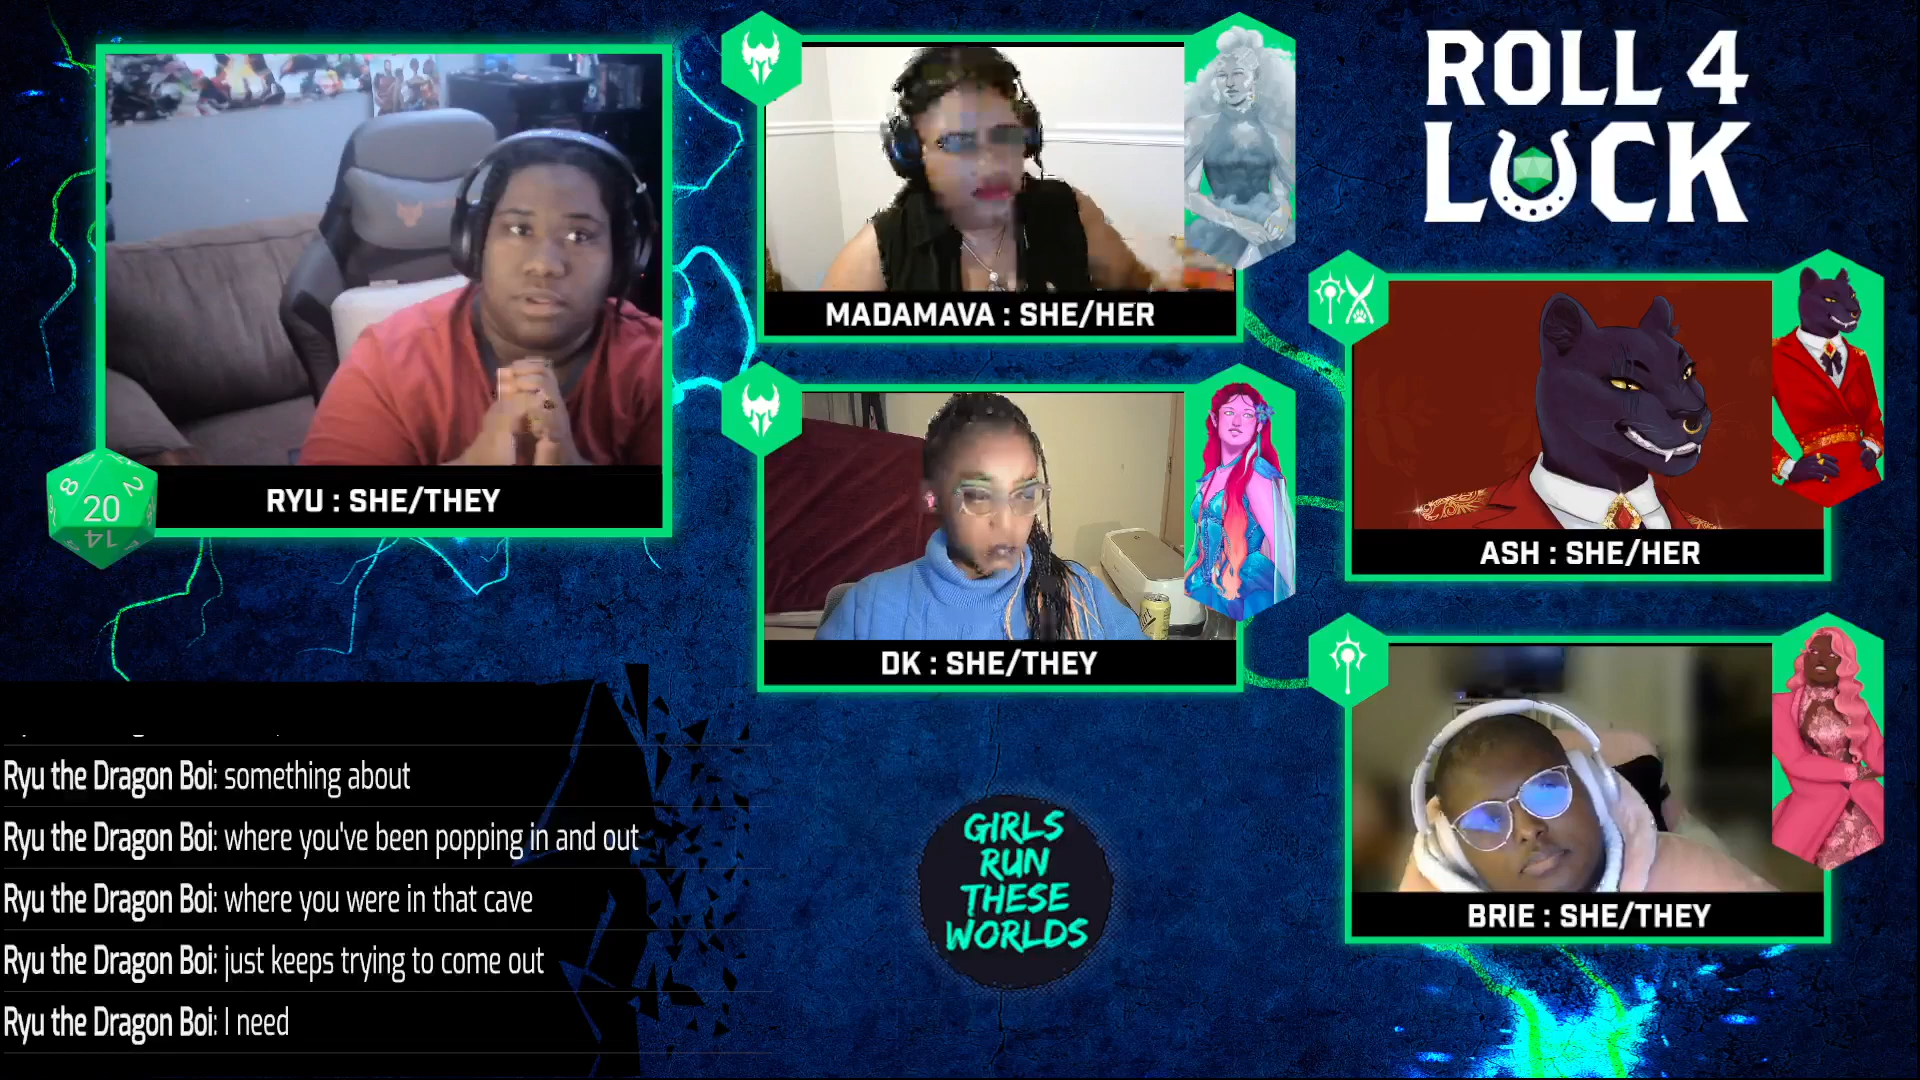 ROLL 4
LUCK
MADAMAVA : SHE/HER
RYU : SHE/THEY
8
2
20
14
ASH : SHE/HER
DK : SHE/THEY
BRIE : SHE/THEY
Ryu the Dragon Boi: something about
Ryu the Dragon Boi: where you've been popping in and out
Ryu the Dragon Boi: where you were in that cave
Ryu the Dragon Boi: just keeps trying to come out
Ryu the Dragon Boi: I need
GIRLS
RUN
THESE
WORLDS